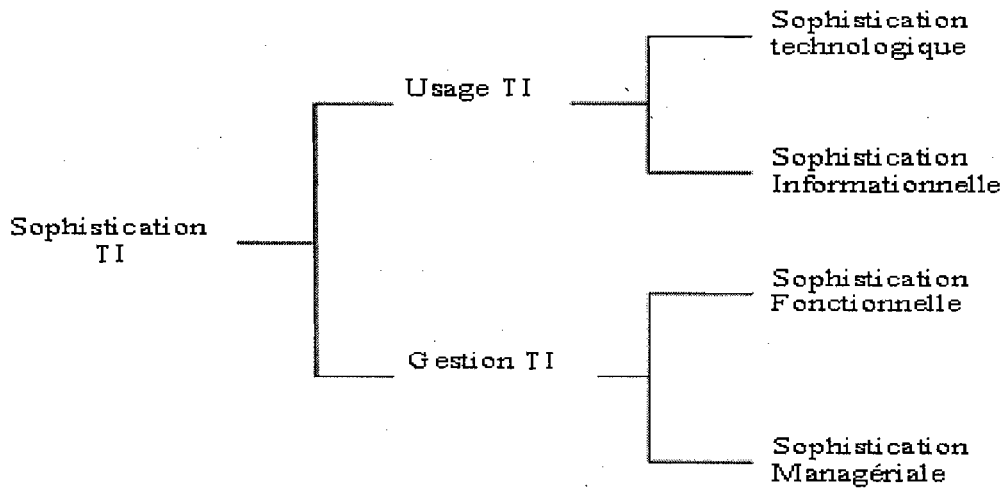 Sophistication
technologique
Usage TI
Sophistication
Informationnelle
Sophistication
TI
Sophistication
Fonctionnelle
Gestion TI
Sophistication
Managériale